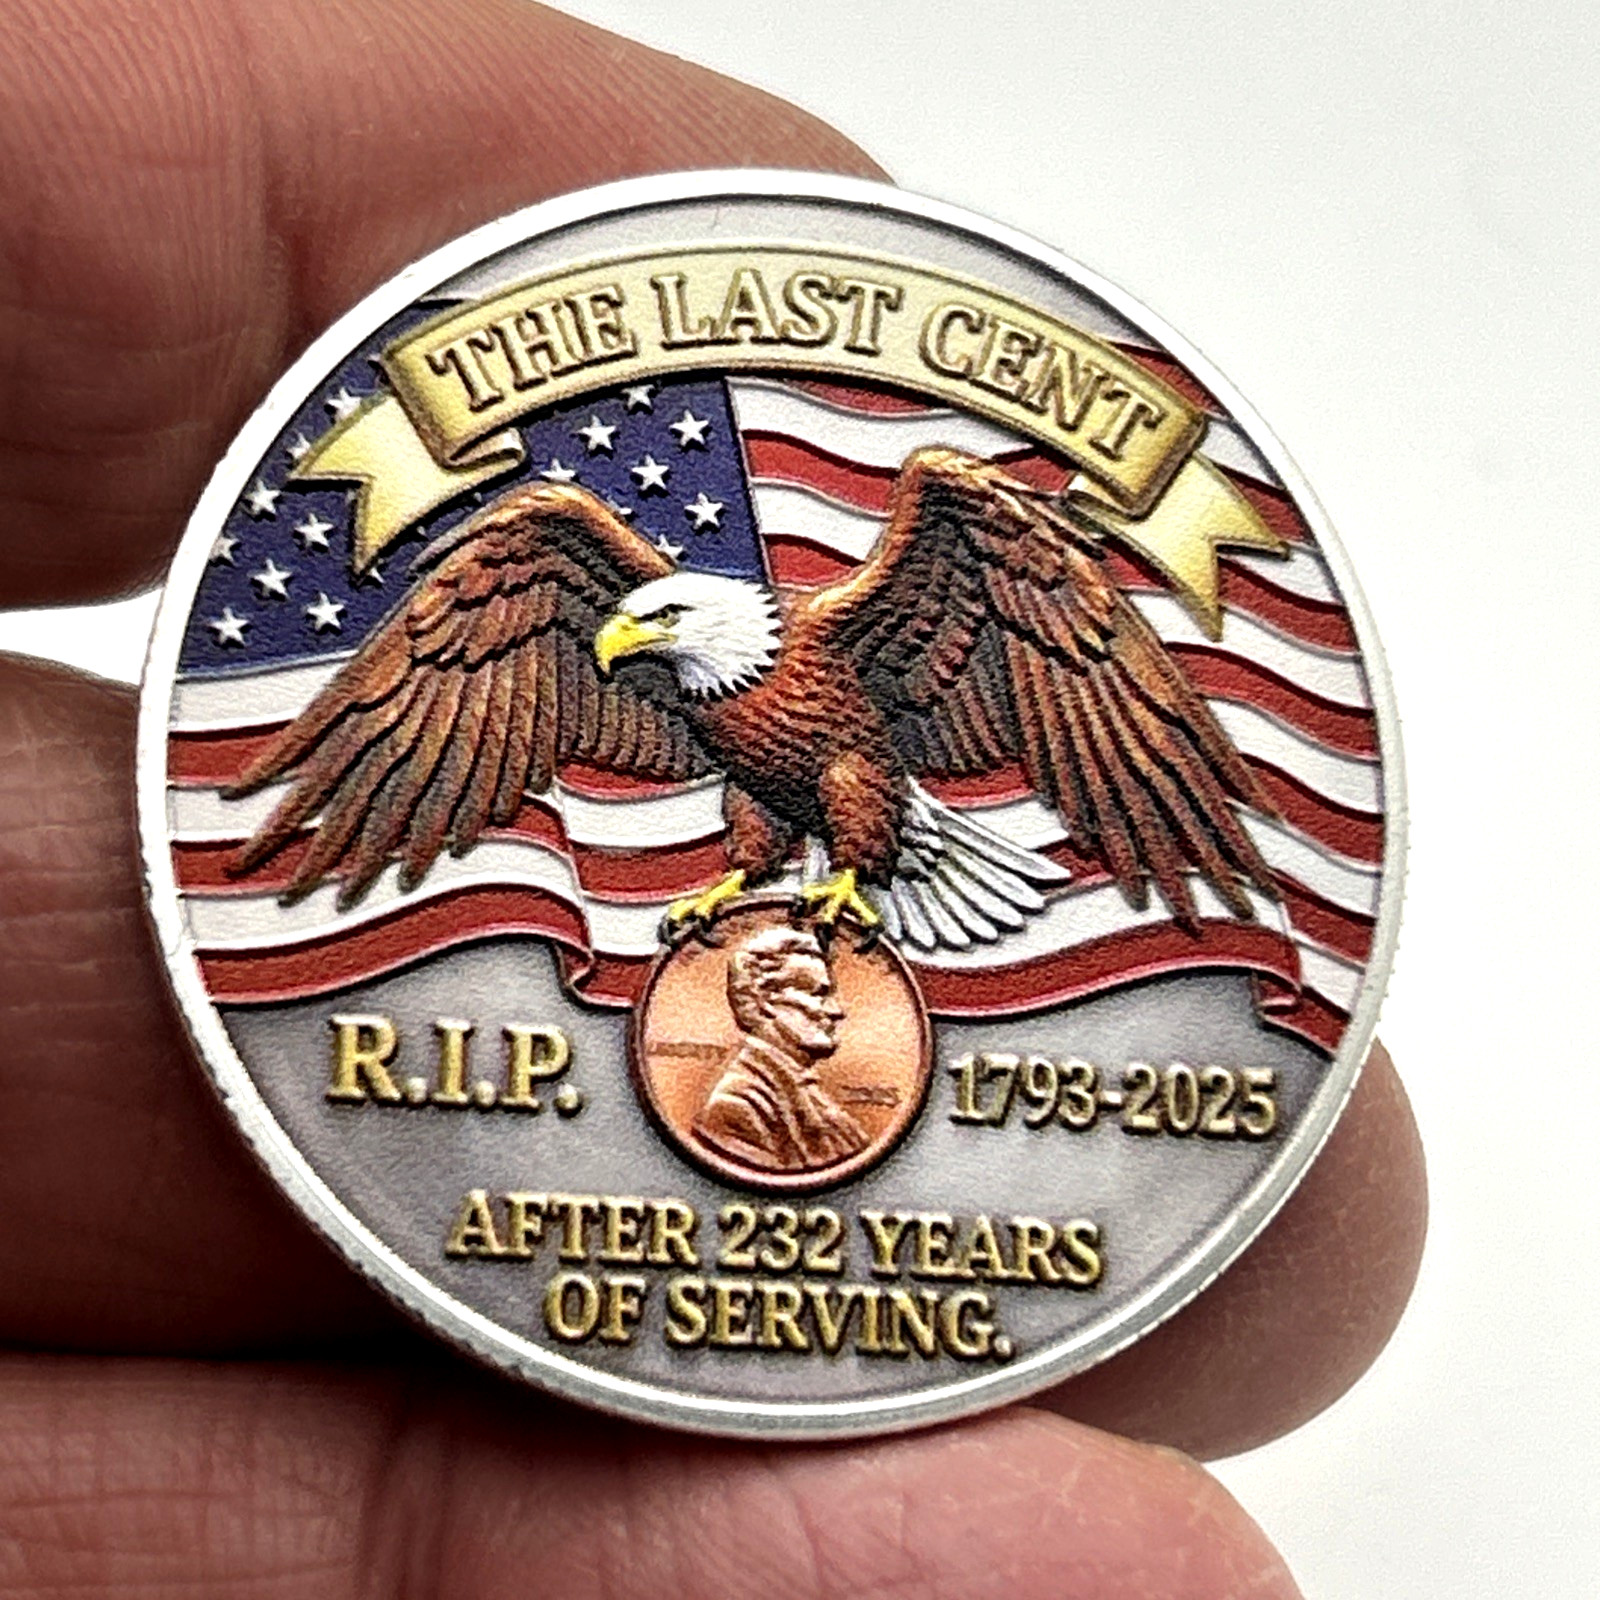 THE LAST CENT
R.I.P.
1793-2025
AFTER 232 YEARS
OF SERVING.